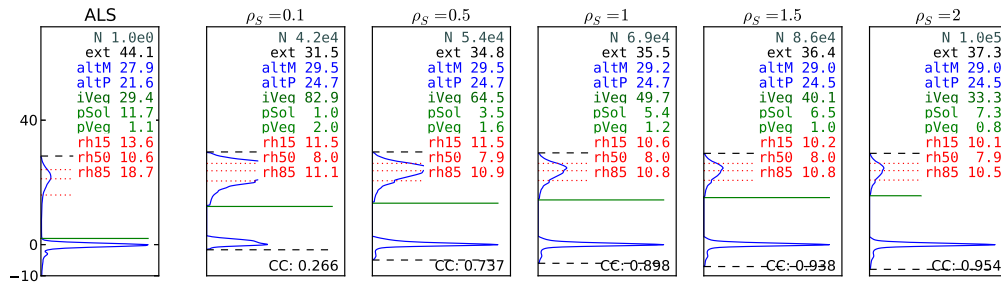 ALS
N 1.0e0
ext 44.1
altM 27.9
altP 21.6
iVeg 29.4
pSol 11.7
pVeg 1.1
rh15 13.6
rh50 10.6
rh85 18.7
40
0
−10
ρ_S =0.1
N 4.2e4
ext 31.5
altM 29.5
altP 24.7
iVeg 82.9
pSol 1.0
pVeg 2.0
rh15 11.5
rh50 8.0
rh85 11.1
CC: 0.266
ρ_S =0.5
N 5.4e4
ext 34.8
altM 29.5
altP 24.7
iVeg 64.5
pSol 3.5
pVeg 1.6
rh15 11.5
rh50 7.9
rh85 10.9
CC: 0.737
ρ_S =1
N 6.9e4
ext 35.5
altM 29.2
altP 24.7
iVeg 49.7
pSol 5.4
pVeg 1.2
rh15 10.6
rh50 8.0
rh85 10.8
CC: 0.898
ρ_S =1.5
N 8.6e4
ext 36.4
altM 29.0
altP 24.5
iVeg 40.1
pSol 6.5
pVeg 1.0
rh15 10.2
rh50 8.0
rh85 10.8
CC: 0.938
ρ_S =2
N 1.0e5
ext 37.3
altM 29.0
altP 24.5
iVeg 33.3
pSol 7.3
pVeg 0.8
rh15 10.1
rh50 7.9
rh85 10.5
CC: 0.954